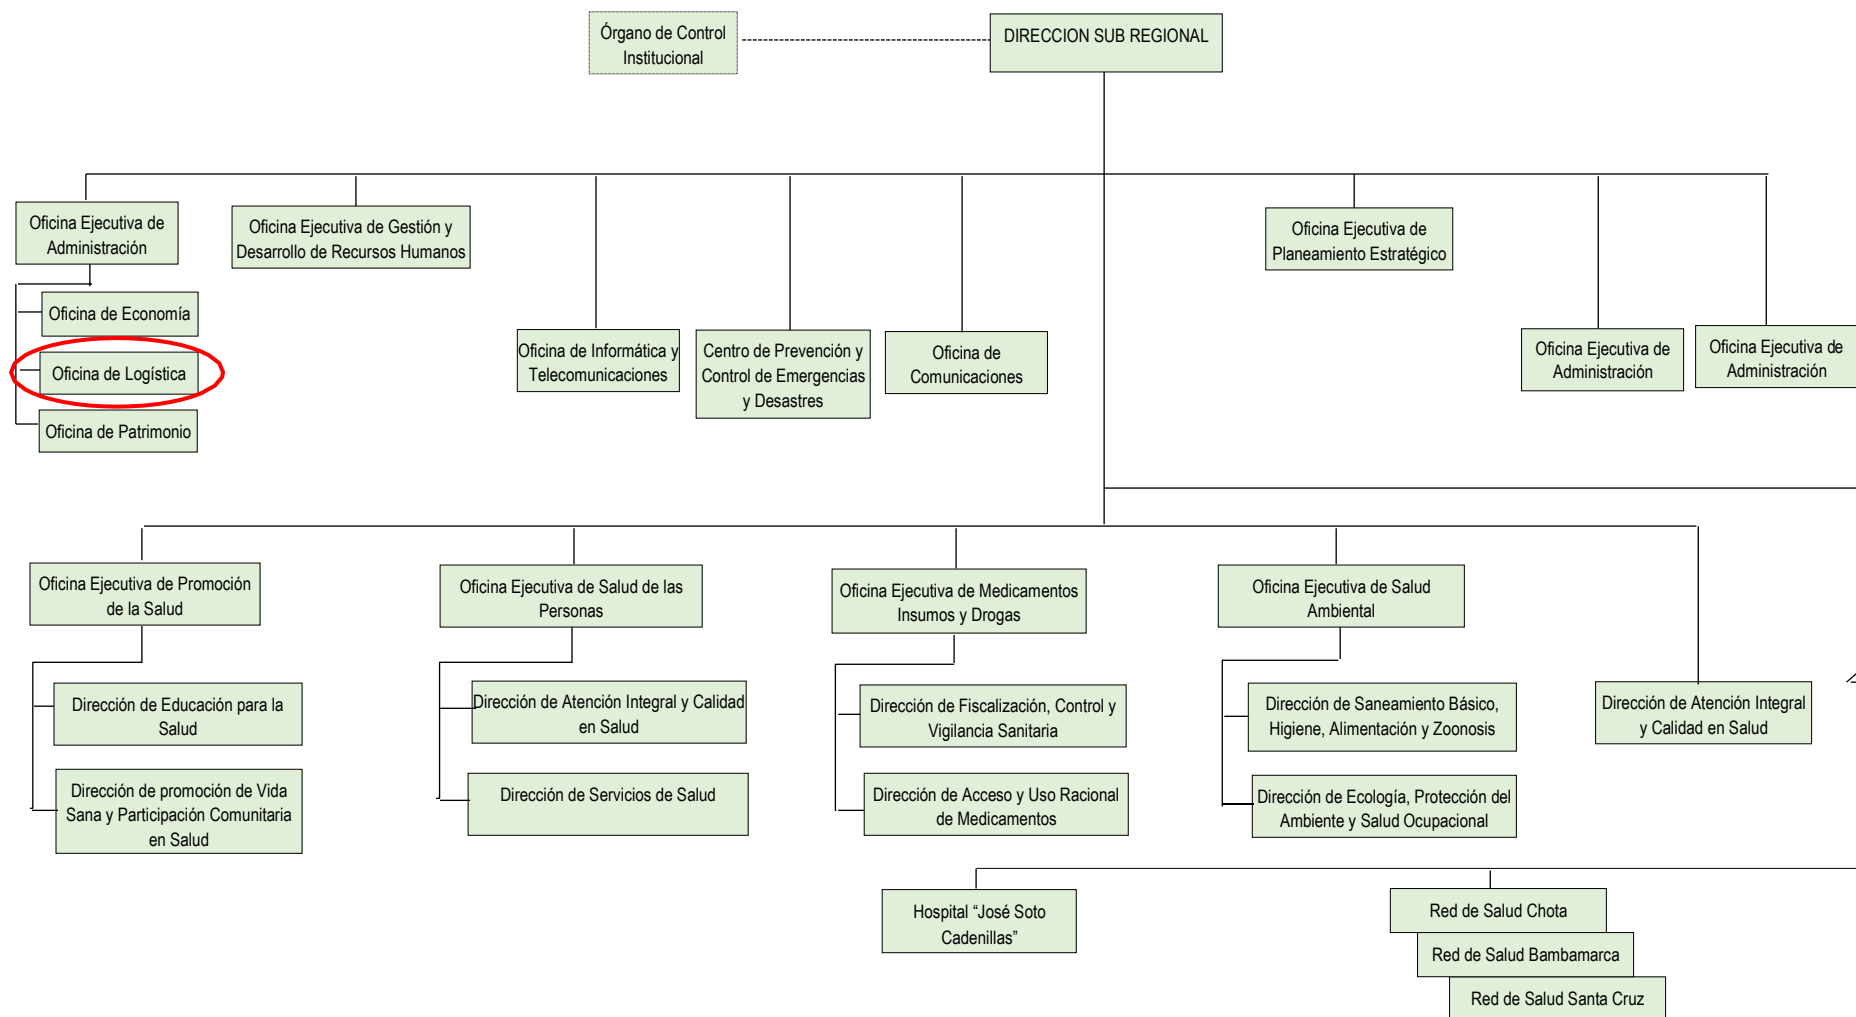 Órgano de Control
Institucional
DIRECCION SUB REGIONAL
Oficina Ejecutiva de
Administración
Oficina Ejecutiva de Gestión y
Desarrollo de Recursos Humanos
Oficina Ejecutiva de
Planeamiento Estratégico
Oficina de Economía
Oficina de Logística
Oficina de Patrimonio
Oficina de Informática y
Telecomunicaciones
Centro de Prevención y
Control de Emergencias
y Desastres
Oficina de
Comunicaciones
Oficina Ejecutiva de
Administración
Oficina Ejecutiva de
Administración
Oficina Ejecutiva de Promoción
de la Salud
Oficina Ejecutiva de Salud de las
Personas
Oficina Ejecutiva de Medicamentos
Insumos y Drogas
Oficina Ejecutiva de Salud
Ambiental
Dirección de Educación para la
Salud
Dirección de Atención Integral y Calidad
en Salud
Dirección de Fiscalización, Control y
Vigilancia Sanitaria
Dirección de Saneamiento Básico,
Higiene, Alimentación y Zoonosis
Dirección de Atención Integral
y Calidad en Salud
Dirección de promoción de Vida
Sana y Participación Comunitaria
en Salud
Dirección de Servicios de Salud
Dirección de Acceso y Uso Racional
de Medicamentos
Dirección de Ecología, Protección del
Ambiente y Salud Ocupacional
Hospital “José Soto
Cadenillas”
Red de Salud Chota
Red de Salud Bambamarca
Red de Salud Santa Cruz